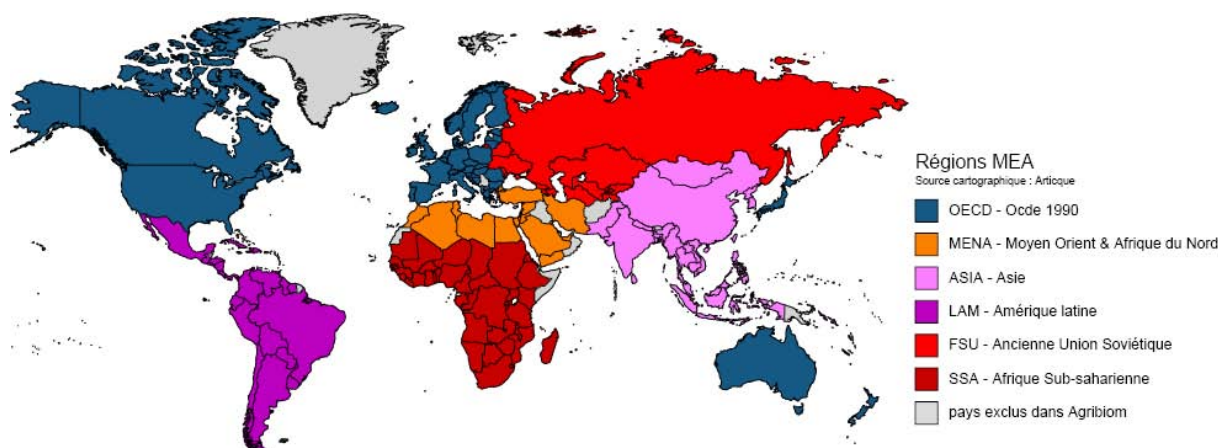 Régions MEA
Source cartographique : Articque
OECD - Ocde 1990
MENA - Moyen Orient & Afrique du Nord
ASIA - Asie
LAM - Amérique latine
FSU - Ancienne Union Soviétique
SSA - Afrique Sub-saharienne
pays exclus dans Agribiom